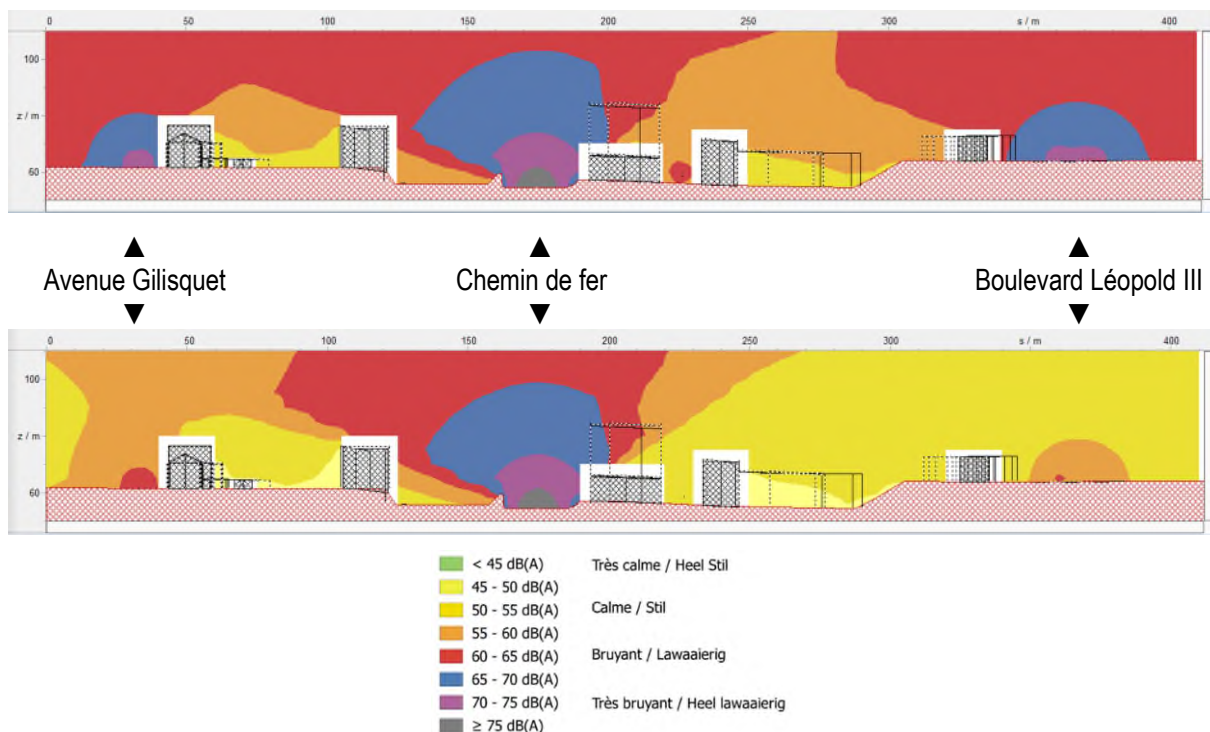 0 50 100 150 200 250 300 s / m 400
100
z / m
60
Avenue Gilisquet Chemin de fer Boulevard Léopold III
0 50 100 150 200 250 300 s / m 400
100
z / m
60
< 45 dB(A) Très calme / Heel Stil
45 - 50 dB(A)
50 - 55 dB(A) Calme / Stil
55 - 60 dB(A)
60 - 65 dB(A) Bruyant / Lawaaierig
65 - 70 dB(A)
70 - 75 dB(A) Très bruyant / Heel lawaaierig
≥ 75 dB(A)